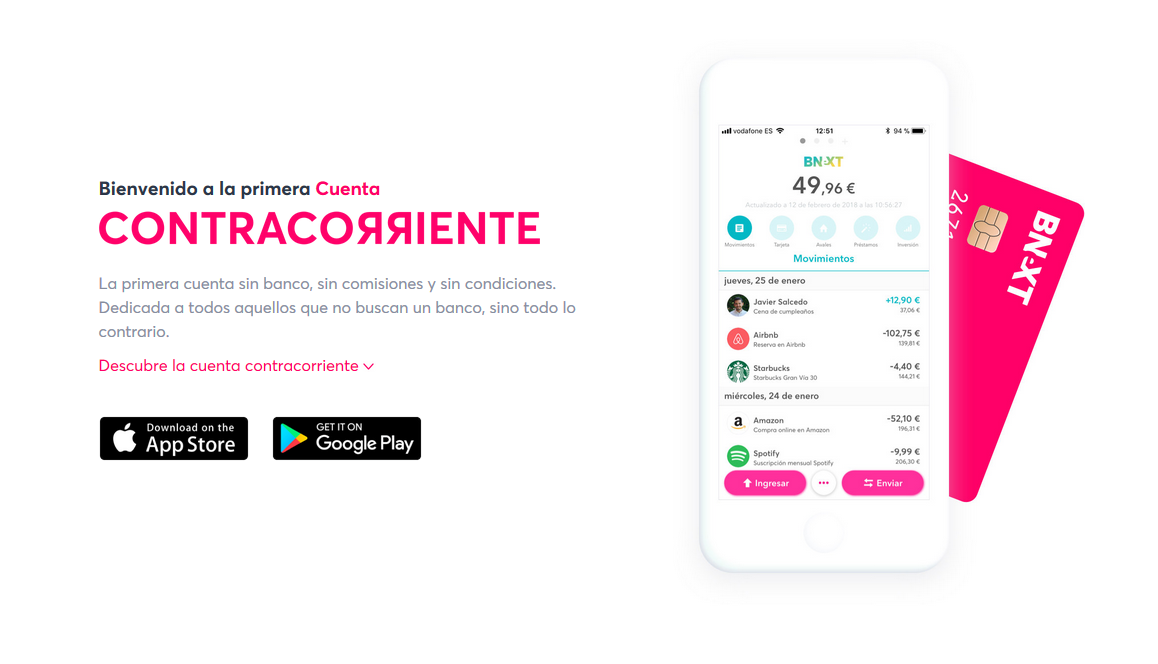 Bienvenido a la primera Cuenta
CONTRACOЯЯIENTE
La primera cuenta sin banco, sin comisiones y sin condiciones.
Dedicada a todos aquellos que no buscan un banco, sino todo lo
contrario.
Descubre la cuenta contracorriente
Download on the
App Store
GET IT ON
Google Play
vodafone ES 12:51 94 %
BNEXT
49,96 €
Actualizada a 12 de febrero de 2018 a las 10:56:27
Movimientos Tarjeta Avales Préstamos Inversión
Movimientos
jueves, 25 de enero
Javier Salcedo +12,90 €
Cena de cumpleaños 37,06 €
Airbnb -102,75 €
Reserva en Airbnb 139,81 €
Starbucks -4,40 €
Starbucks Gran Vía 30 144,21 €
miércoles, 24 de enero
Amazon -52,10 €
Compra online en Amazon 196,31 €
Spotify -9,99 €
Suscripción mensual Spotify 206,30 €
Ingresar ••• Enviar
2671
BNEXT